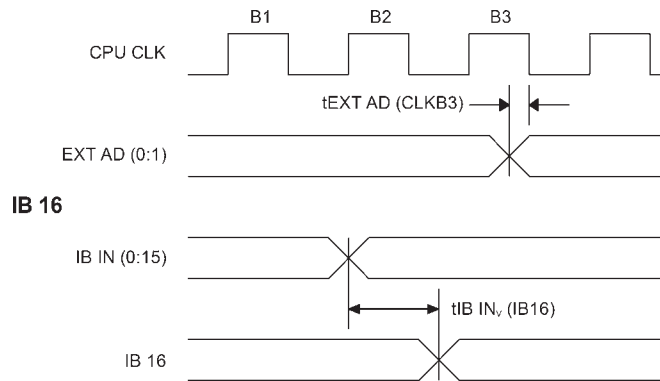 B1 B2 B3
CPU CLK
tEXT AD (CLKB3)
EXT AD (0:1)
IB 16
IB IN (0:15)
tIB INᵥ (IB16)
IB 16